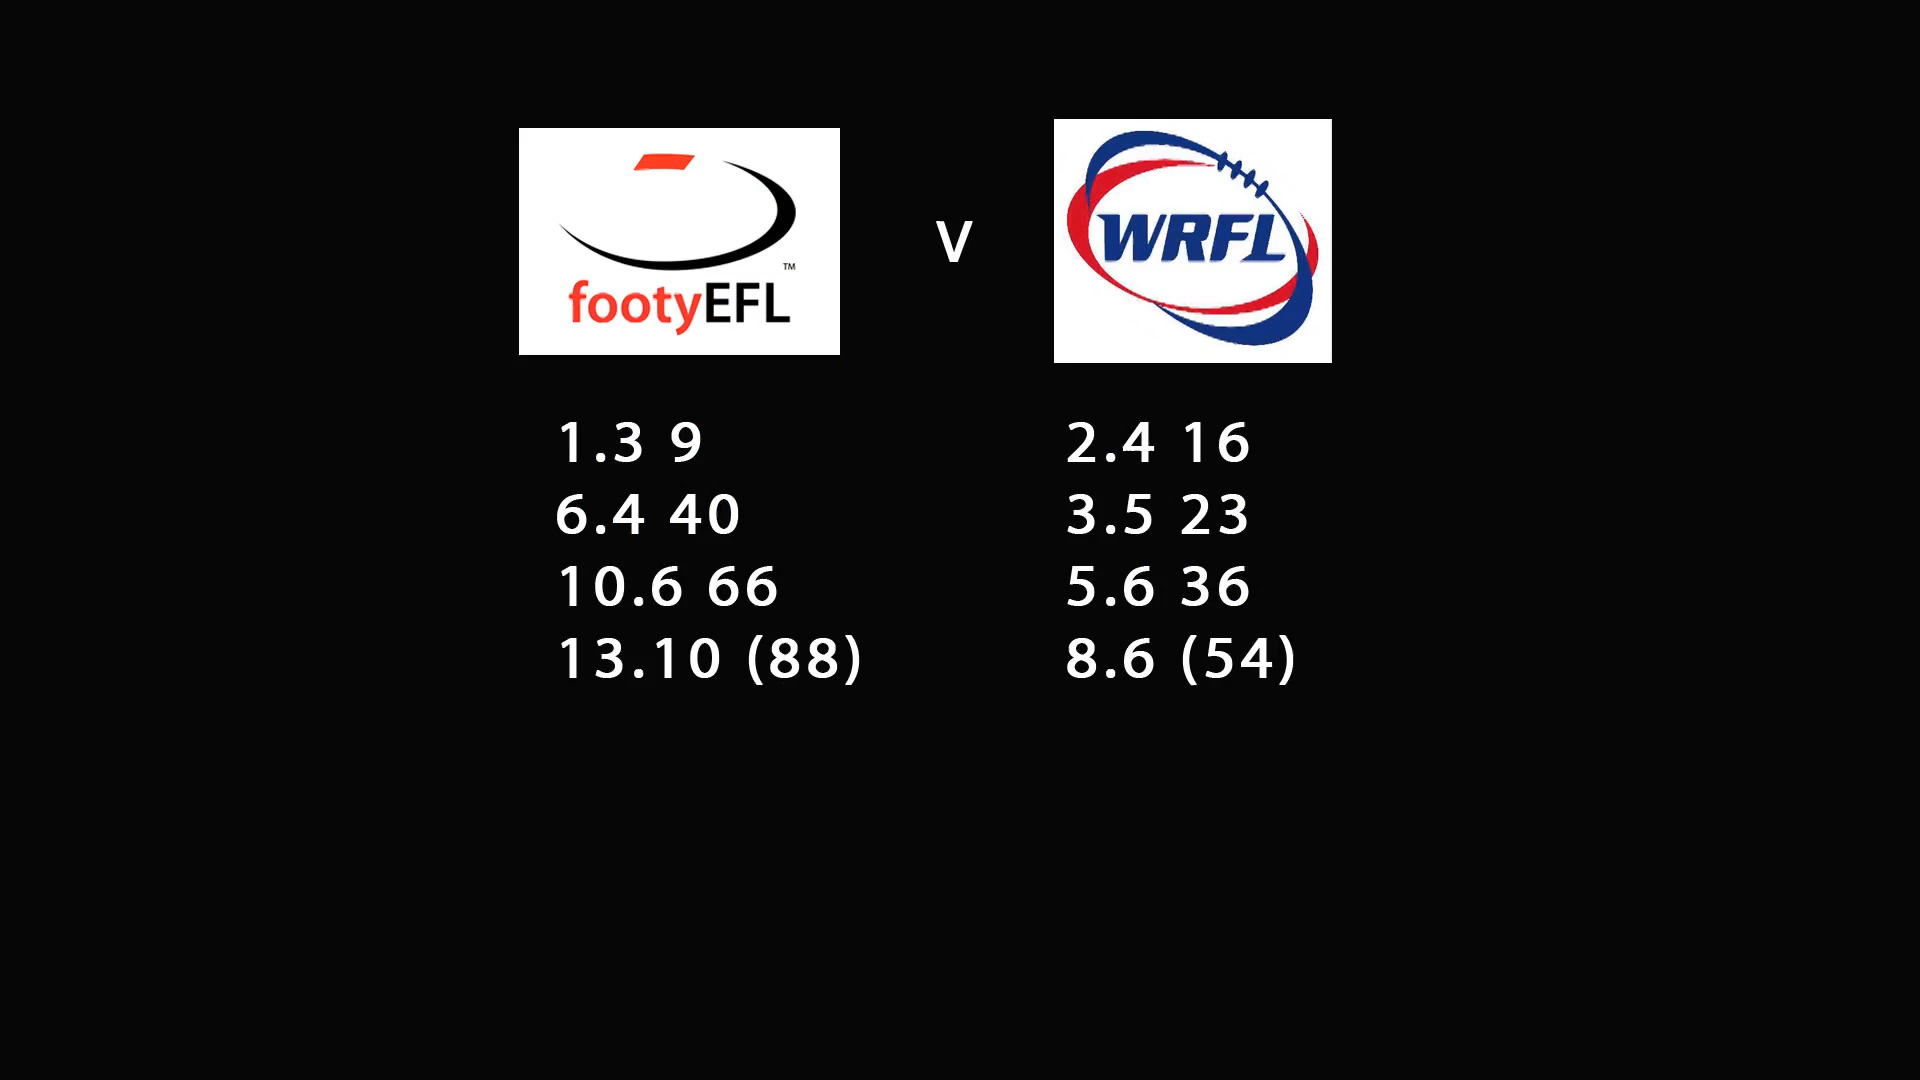 footyEFL ™
v
WRFL
1.3 9 2.4 16
6.4 40 3.5 23
10.6 66 5.6 36
13.10 (88) 8.6 (54)